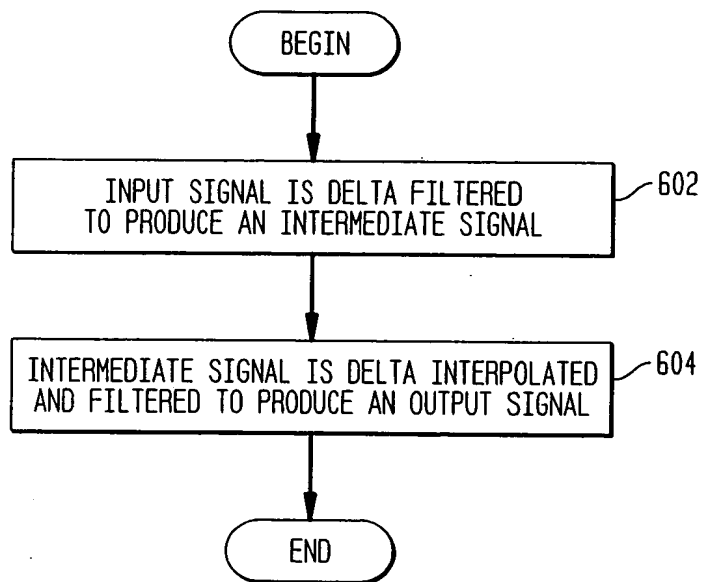 BEGIN
INPUT SIGNAL IS DELTA FILTERED
TO PRODUCE AN INTERMEDIATE SIGNAL
602
INTERMEDIATE SIGNAL IS DELTA INTERPOLATED
AND FILTERED TO PRODUCE AN OUTPUT SIGNAL
604
END